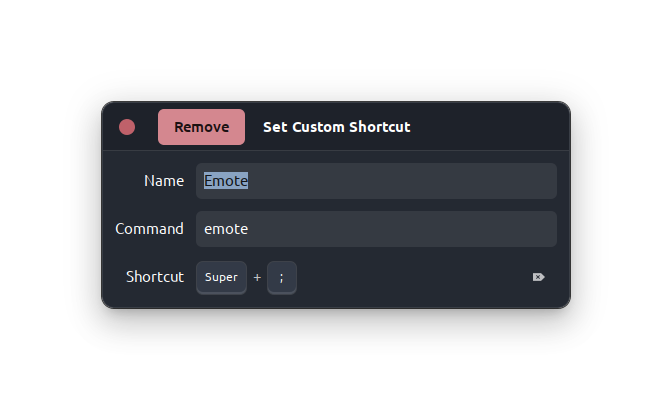 Remove Set Custom Shortcut
Name Emote
Command emote
Shortcut Super + ;